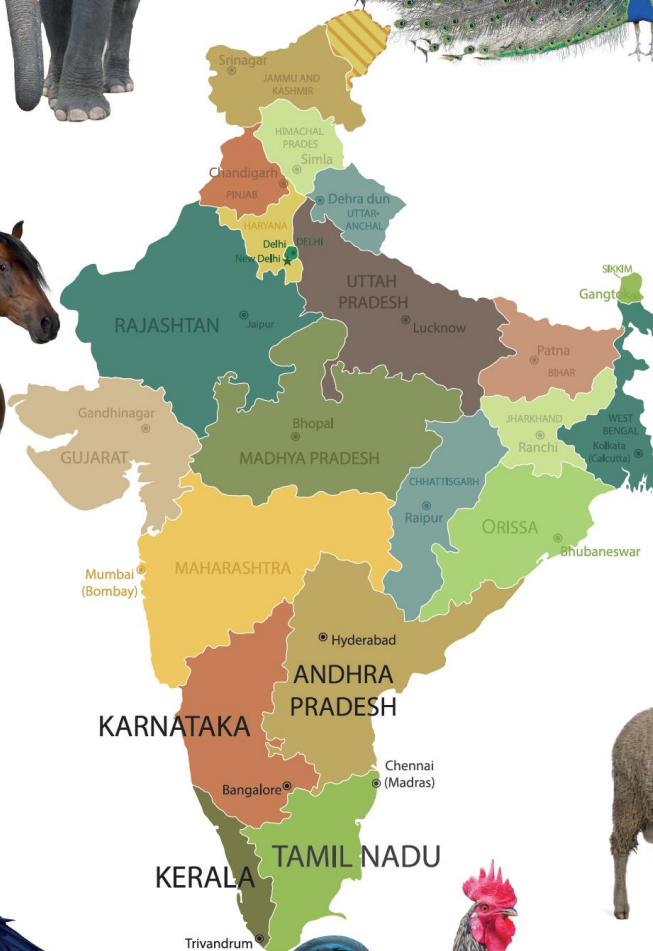 Srinagar
JAMMU AND
KASHMIR
HIMACHAL
PRADES
Simla
Chandigarh
PINJAB
Dehra dun
UTTAR-
ANCHAL
HARYANA
Delhi
DELHI
New Delhi
UTTAH
PRADESH
Lucknow
SIKKIM
Gangtok
RAJASHTAN
Jaipur
Patna
BIHAR
Gandhinagar
GUJARAT
Bhopal
MADHYA PRADESH
JHARKHAND
Ranchi
WEST
BENGAL
Kolkata
(Calcutta)
CHHATTISGARH
Raipur
ORISSA
Bhubaneswar
Mumbai
(Bombay)
MAHARASHTRA
Hyderabad
ANDHRA
PRADESH
KARNATAKA
Bangalore
Chennai
(Madras)
TAMIL NADU
KERALA
Trivandrum